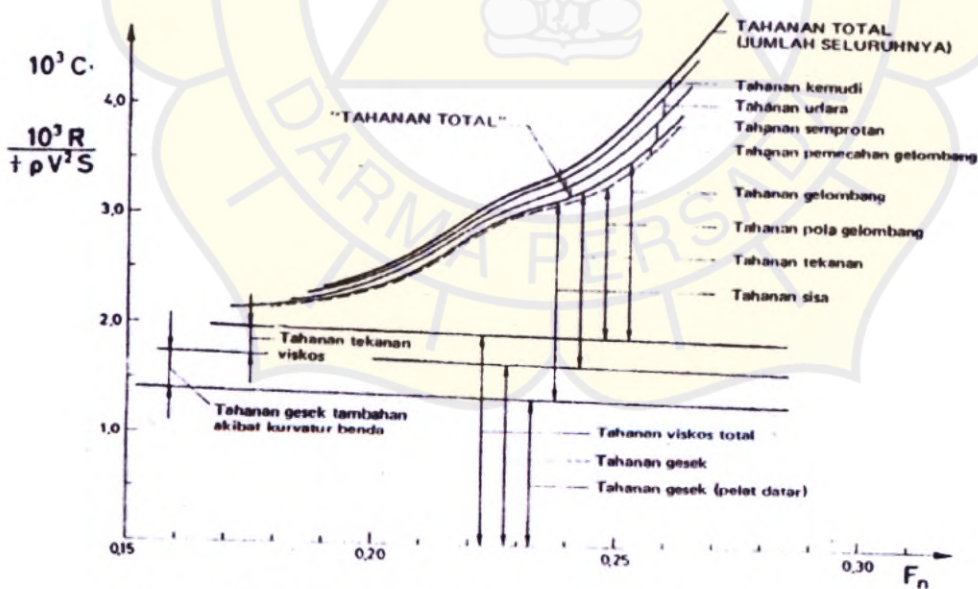 TAHANAN TOTAL
(JUMLAH SELURUHNYA)
10³ C.
10³ R
½ ρ V² S
4,0
3,0
2,0
1,0
"TAHANAN TOTAL"
Tahanan kemudi
Tahanan udara
Tahanan semprotan
Tahanan pemecahan gelombang
Tahanan gelombang
Tahanan pola gelombang
Tahanan tekanan
Tahanan sisa
Tahanan tekanan
viskos
Tahanan gesek tambahan
akibat kurvatur benda
Tahanan viskos total
Tahanan gesek
Tahanan gesek (pelat datar)
0,15
0,20
0,25
0,30
Fn
DARMA PERSADA